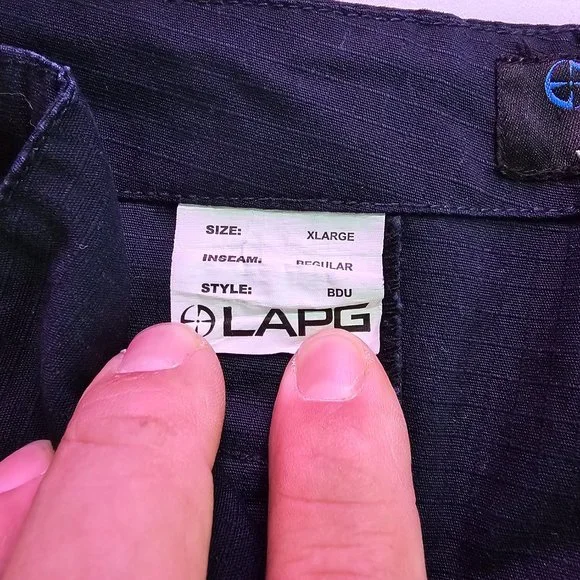 SIZE: XLARGE
INSEAM: REGULAR
STYLE: BDU
LAPG